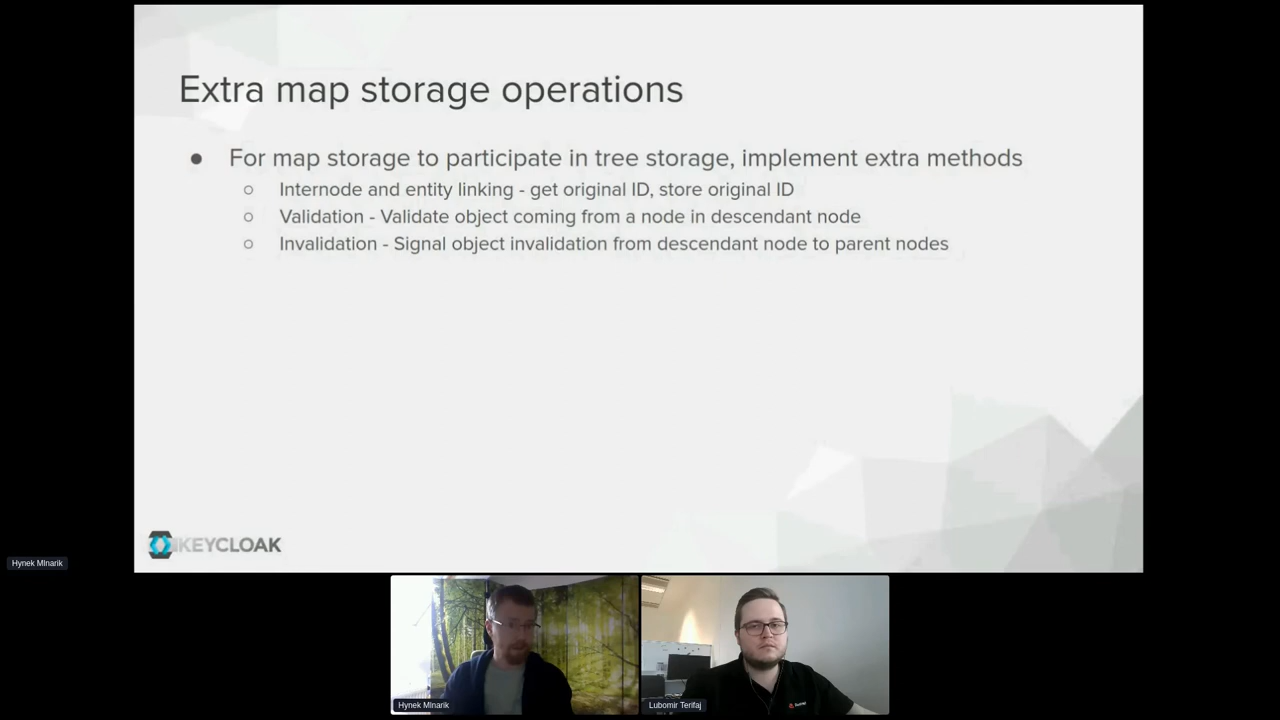 Extra map storage operations
● For map storage to participate in tree storage, implement extra methods
○ Internode and entity linking - get original ID, store original ID
○ Validation - Validate object coming from a node in descendant node
○ Invalidation - Signal object invalidation from descendant node to parent nodes
KEYCLOAK
Hynek Mlnarik
Hynek Mlnarik
Lubomir Terifaj